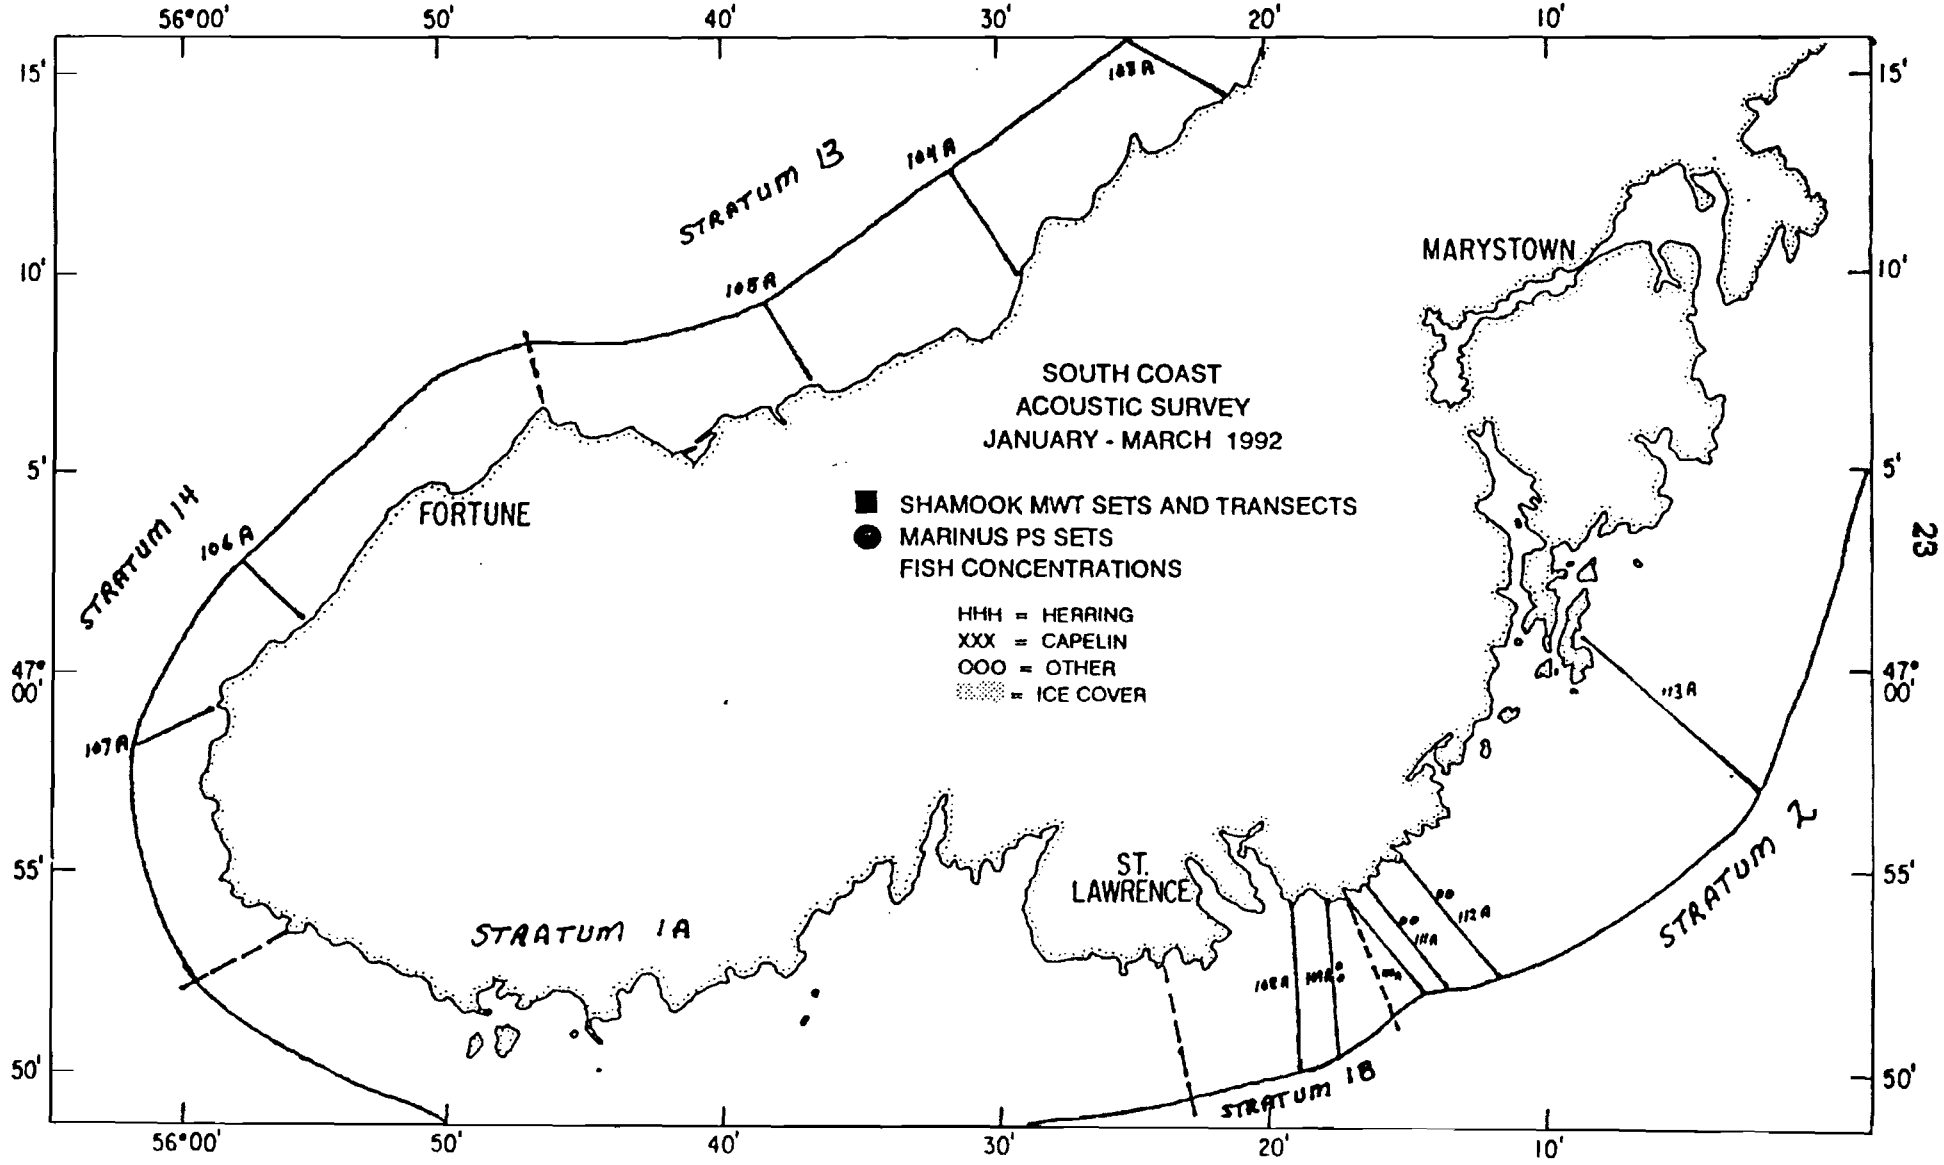 56°00' 50' 40' 30' 20' 10'
15' 15'
103A
STRATUM 13
104A
MARYSTOWN
10' 10'
105A
SOUTH COAST
ACOUSTIC SURVEY
JANUARY - MARCH 1992
5' 5'
STRATUM 14
FORTUNE
SHAMOOK MWT SETS AND TRANSECTS
MARINUS PS SETS
FISH CONCENTRATIONS
23
106A
HHH = HERRING
XXX = CAPELIN
OOO = OTHER
= ICE COVER
47°
00'
47°
00'
113A
107A
STRATUM 2
55' 55'
ST.
LAWRENCE
STRATUM 1A
112A
111A
108A
109A
50' 50'
STRATUM 1B
56°00' 50' 40' 30' 20' 10'